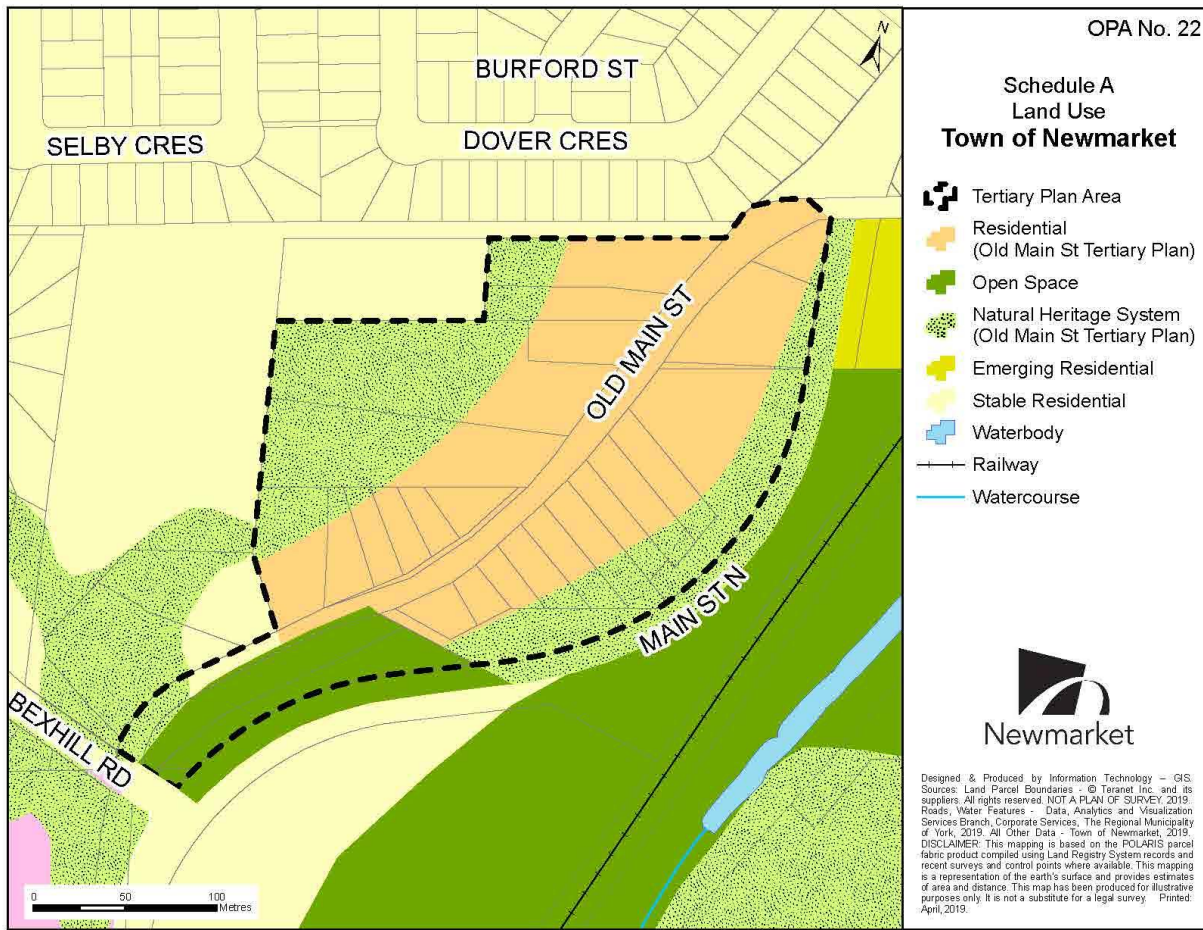 BURFORD ST
SELBY CRES
DOVER CRES
N
OLD MAIN ST
MAIN ST N
BEXHILL RD
0 50 100
Metres
OPA No. 22
Schedule A
Land Use
Town of Newmarket
Tertiary Plan Area
Residential
(Old Main St Tertiary Plan)
Open Space
Natural Heritage System
(Old Main St Tertiary Plan)
Emerging Residential
Stable Residential
Waterbody
Railway
Watercourse
Newmarket
Designed & Produced by Information Technology – GIS.
Sources: Land Parcel Boundaries - © Teranet Inc. and its
suppliers. All rights reserved. NOT A PLAN OF SURVEY. 2019.
Roads, Water Features - Data, Analytics and Visualization
Services Branch, Corporate Services, The Regional Municipality
of York, 2019. All Other Data - Town of Newmarket, 2019.
DISCLAIMER: This mapping is based on the POLARIS parcel
fabric product compiled using Land Registry System records and
recent surveys and control points where available. This mapping
is a representation of the earth's surface and provides estimates
of area and distance. This map has been produced for illustrative
purposes only. It is not a substitute for a legal survey. Printed:
April, 2019.